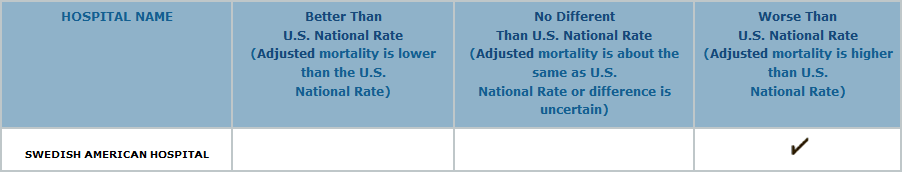 HOSPITAL NAME
Better Than
U.S. National Rate
(Adjusted mortality is lower
than the U.S.
National Rate)
No Different
Than U.S. National Rate
(Adjusted mortality is about the
same as U.S.
National Rate or difference is
uncertain)
Worse Than
U.S. National Rate
(Adjusted mortality is higher
than U.S.
National Rate)
SWEDISH AMERICAN HOSPITAL